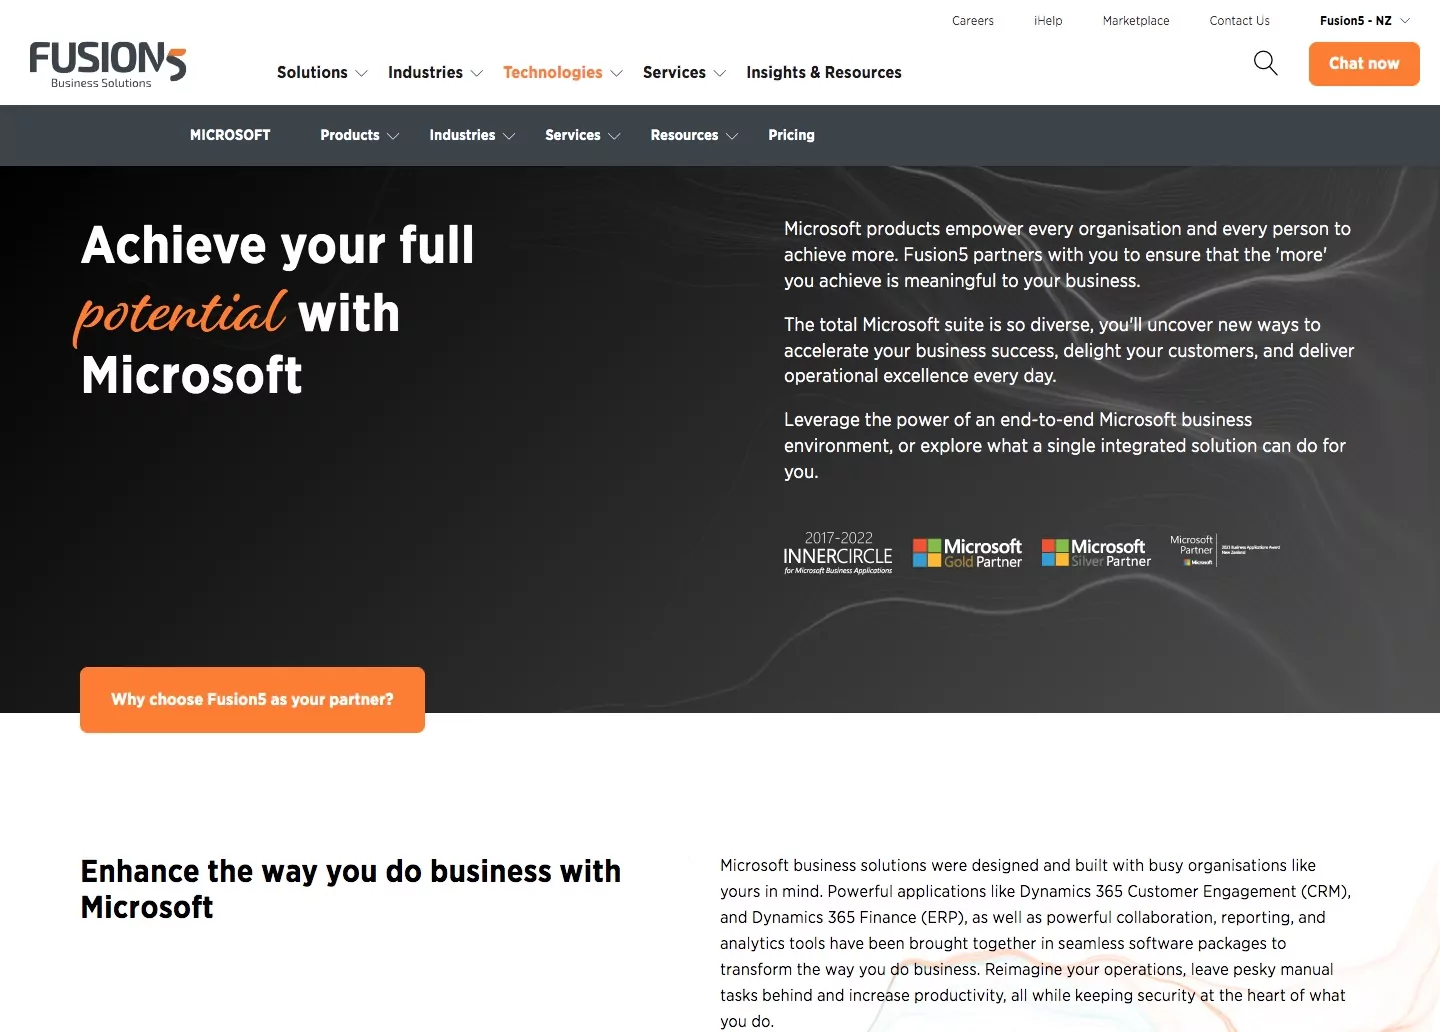 Careers iHelp Marketplace Contact Us Fusion5 - NZ
FUSION5
Business Solutions
Solutions Industries Technologies Services Insights & Resources
Chat now
MICROSOFT Products Industries Services Resources Pricing
Achieve your full
potential with
Microsoft
Microsoft products empower every organisation and every person to
achieve more. Fusion5 partners with you to ensure that the 'more'
you achieve is meaningful to your business.
The total Microsoft suite is so diverse, you'll uncover new ways to
accelerate your business success, delight your customers, and deliver
operational excellence every day.
Leverage the power of an end-to-end Microsoft business
environment, or explore what a single integrated solution can do for
you.
2017-2022
INNERCIRCLE
for Microsoft Business Applications
Microsoft
Gold Partner
Microsoft
Silver Partner
Microsoft
Partner
Microsoft
Business Applications Award
New Zealand
Why choose Fusion5 as your partner?
Enhance the way you do business with
Microsoft
Microsoft business solutions were designed and built with busy organisations like
yours in mind. Powerful applications like Dynamics 365 Customer Engagement (CRM),
and Dynamics 365 Finance (ERP), as well as powerful collaboration, reporting, and
analytics tools have been brought together in seamless software packages to
transform the way you do business. Reimagine your operations, leave pesky manual
tasks behind and increase productivity, all while keeping security at the heart of what
you do.